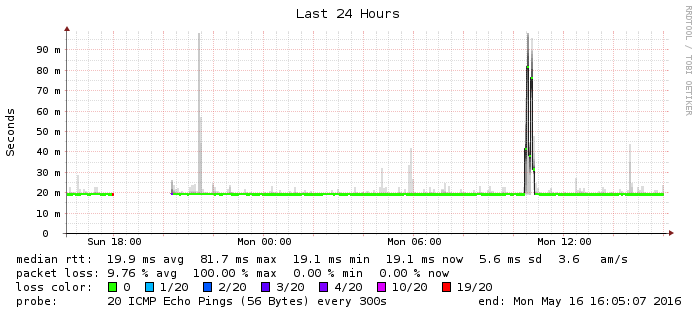 Last 24 Hours
RRDTOOL / TOBI OETIKER
Seconds
90 m
80 m
70 m
60 m
50 m
40 m
30 m
20 m
10 m
0
Sun 18:00 Mon 00:00 Mon 06:00 Mon 12:00
median rtt: 19.9 ms avg 81.7 ms max 19.1 ms min 19.1 ms now 5.6 ms sd 3.6 am/s
packet loss: 9.76 % avg 100.00 % max 0.00 % min 0.00 % now
loss color: 0 1/20 2/20 3/20 4/20 10/20 19/20
probe: 20 ICMP Echo Pings (56 Bytes) every 300s end: Mon May 16 16:05:07 2016